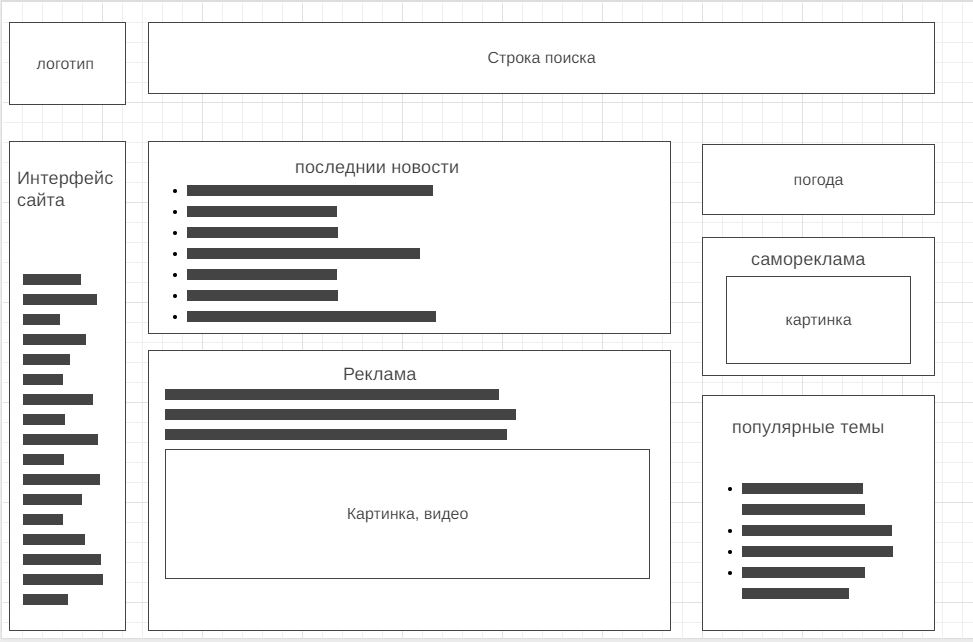 логотип
Строка поиска
Интерфейс
сайта
последнии новости
Реклама
Картинка, видео
погода
самореклама
картинка
популярные темы